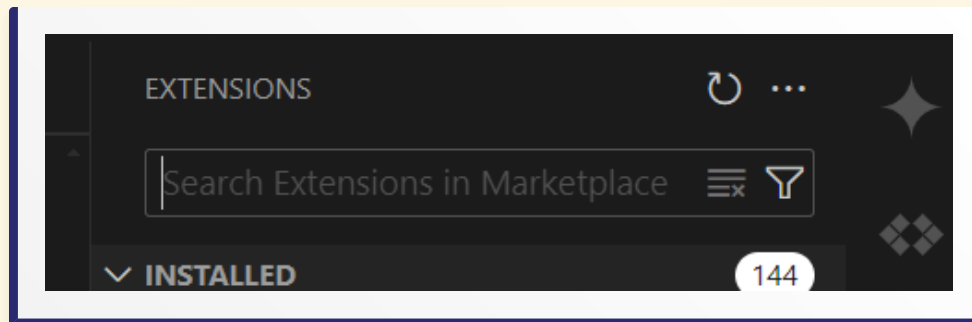 EXTENSIONS
Search Extensions in Marketplace
INSTALLED 144